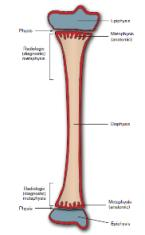 Epiphysis
Physis
Metaphysis
(anatomic)
Radiologic
(diagnostic)
metaphysis
Diaphysis
Radiologic
(diagnostic)
metaphysis
Metaphysis
(anatomic)
Physis
Epiphysis